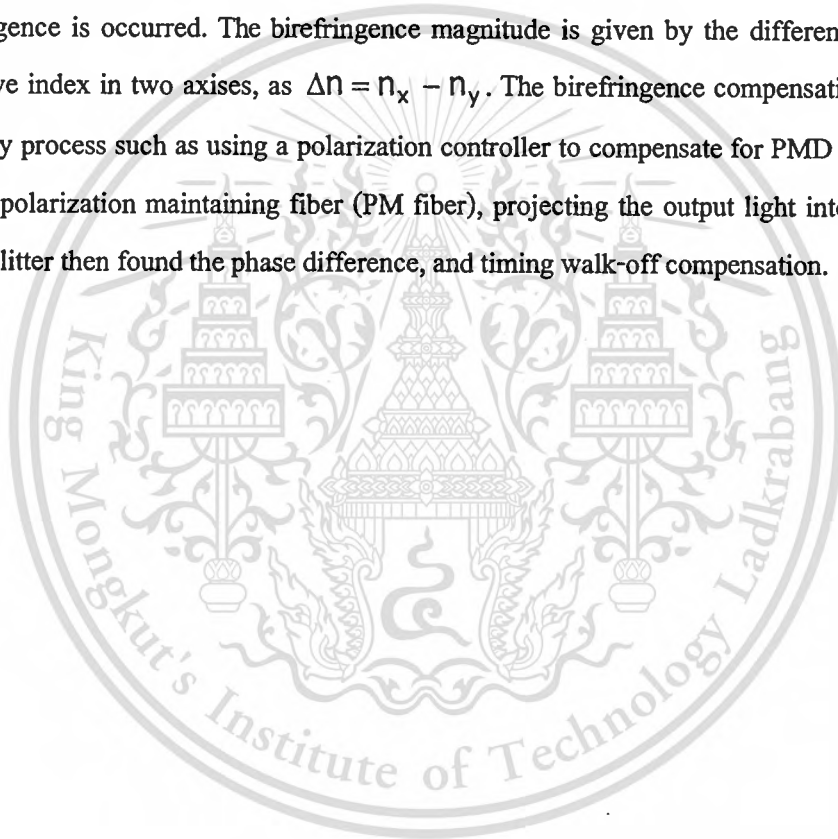 gence is occurred. The birefringence magnitude is given by the differen
ve index in two axises, as Δn = nₓ − n_y. The birefringence compensati
y process such as using a polarization controller to compensate for PMD
polarization maintaining fiber (PM fiber), projecting the output light into
litter then found the phase difference, and timing walk-off compensation.
King Mongkut's Institute of Technology Ladkrabang